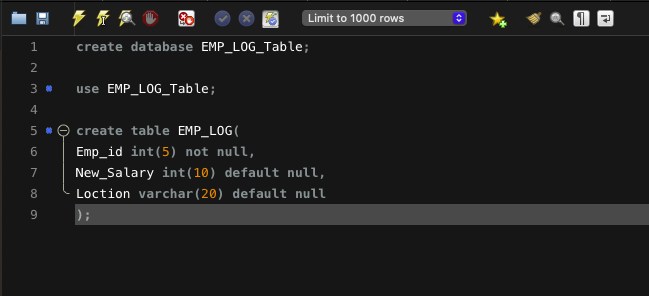 Limit to 1000 rows
1 create database EMP_LOG_Table;
2
3 use EMP_LOG_Table;
4
5 create table EMP_LOG(
6 Emp_id int(5) not null,
7 New_Salary int(10) default null,
8 Loction varchar(20) default null
9 );